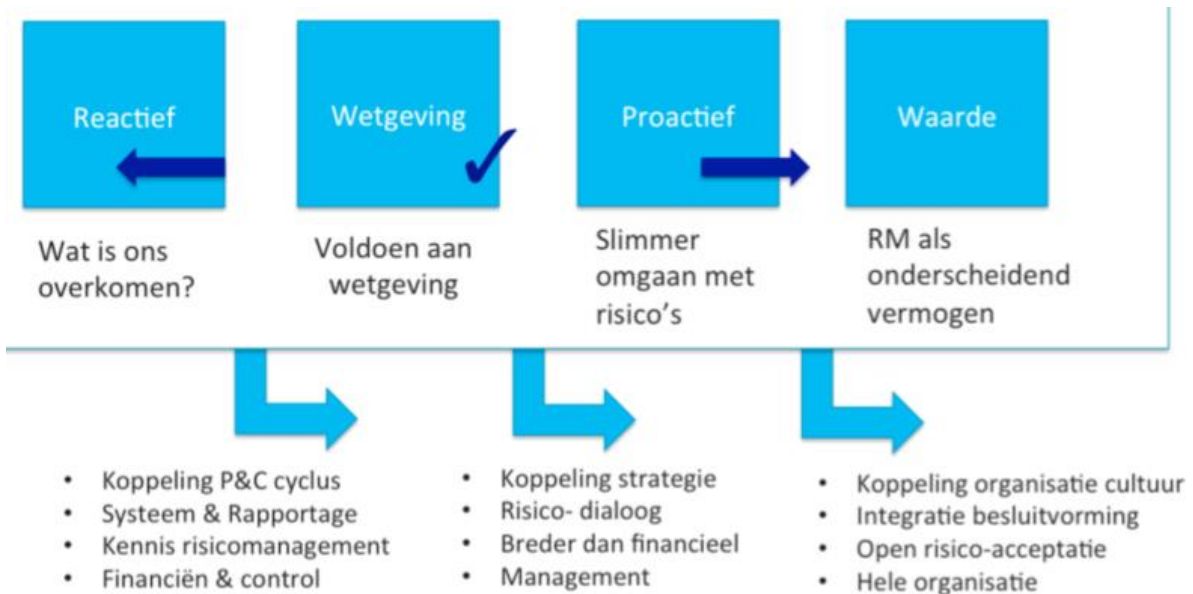 Reactief
Wetgeving
Proactief
Waarde
Wat is ons
overkomen?
Voldoen aan
wetgeving
Slimmer
omgaan met
risico's
RM als
onderscheidend
vermogen
• Koppeling P&C cyclus
• Systeem & Rapportage
• Kennis risicomanagement
• Financiën & control
• Koppeling strategie
• Risico- dialoog
• Breder dan financieel
• Management
• Koppeling organisatie cultuur
• Integratie besluitvorming
• Open risico-acceptatie
• Hele organisatie